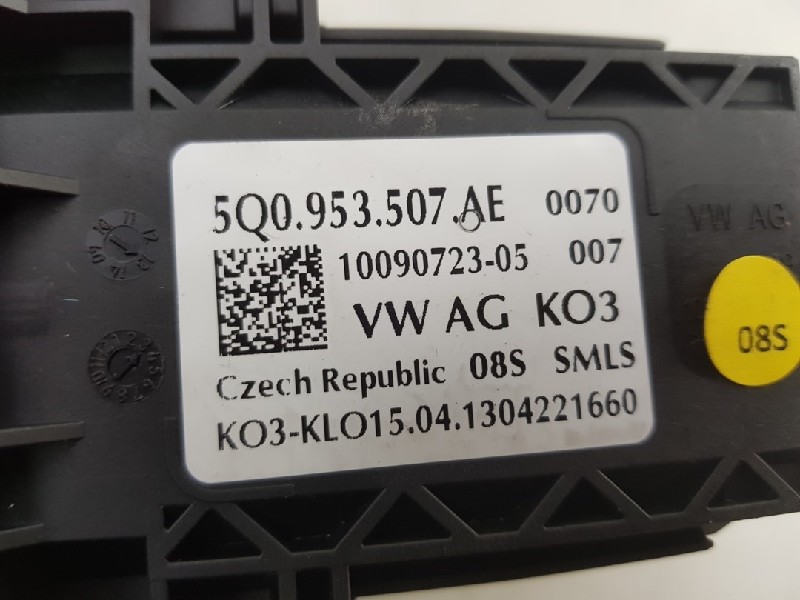 5Q0.953.507.AE 0070
10090723-05 007
VW AG KO3
Czech Republic 08S SMLS
KO3-KLO15.04.1304221660
VW AG
08S